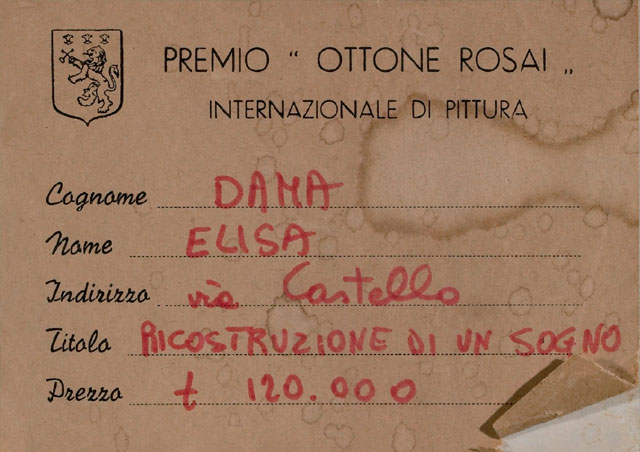 PREMIO " OTTONE ROSAI „
INTERNAZIONALE DI PITTURA
Cognome DAMA
Nome ELISA
Indirizzo via Castello
Titolo RICOSTRUZIONE DI UN SOGNO
Prezzo £ 120.000